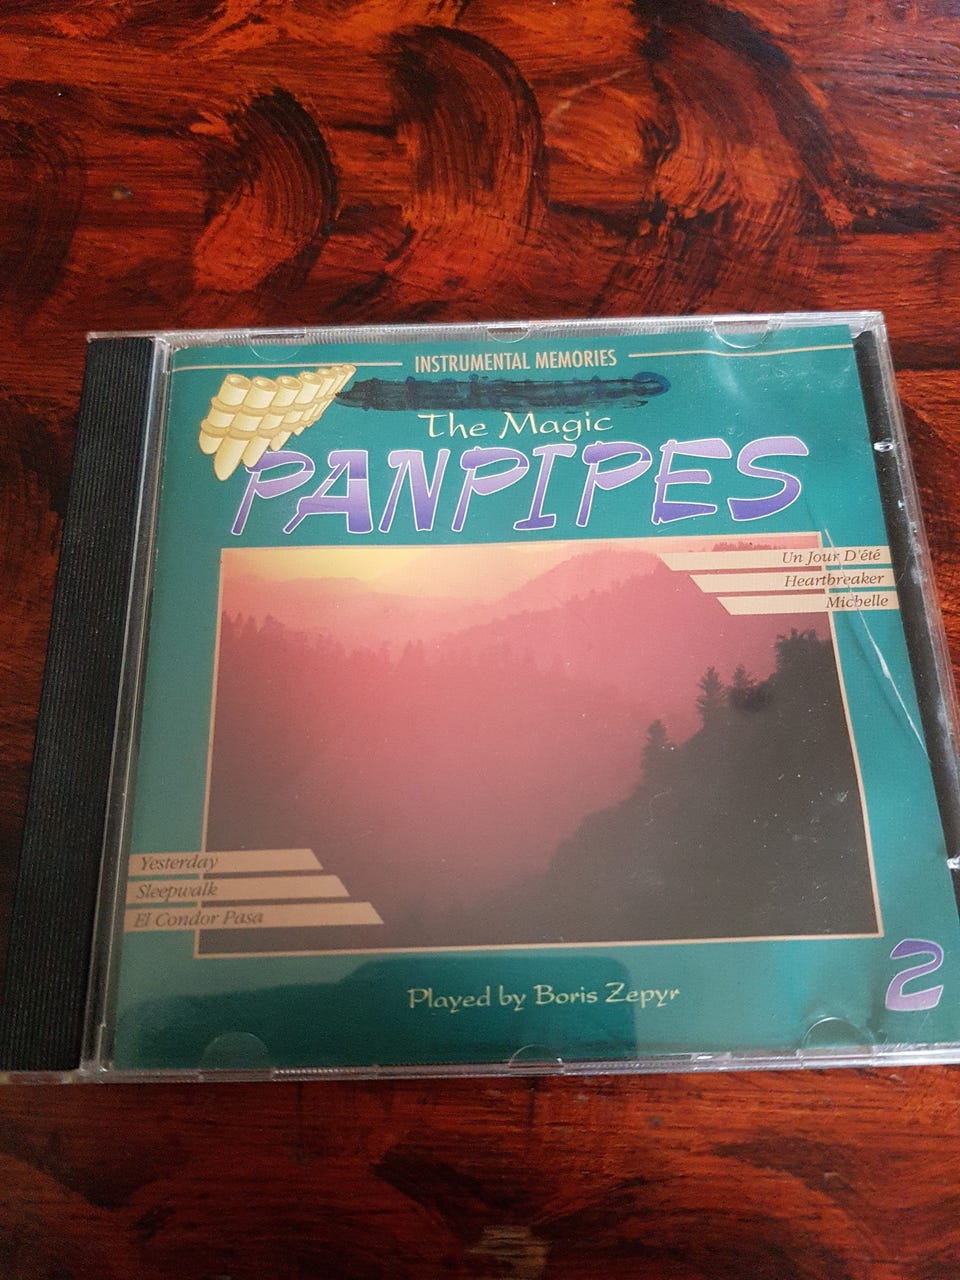 INSTRUMENTAL MEMORIES
The Magic
PANPIPES
Un Jour D'été
Heartbreaker
Michelle
Yesterday
Sleepwalk
El Condor Pasa
Played by Boris Zepyr
2